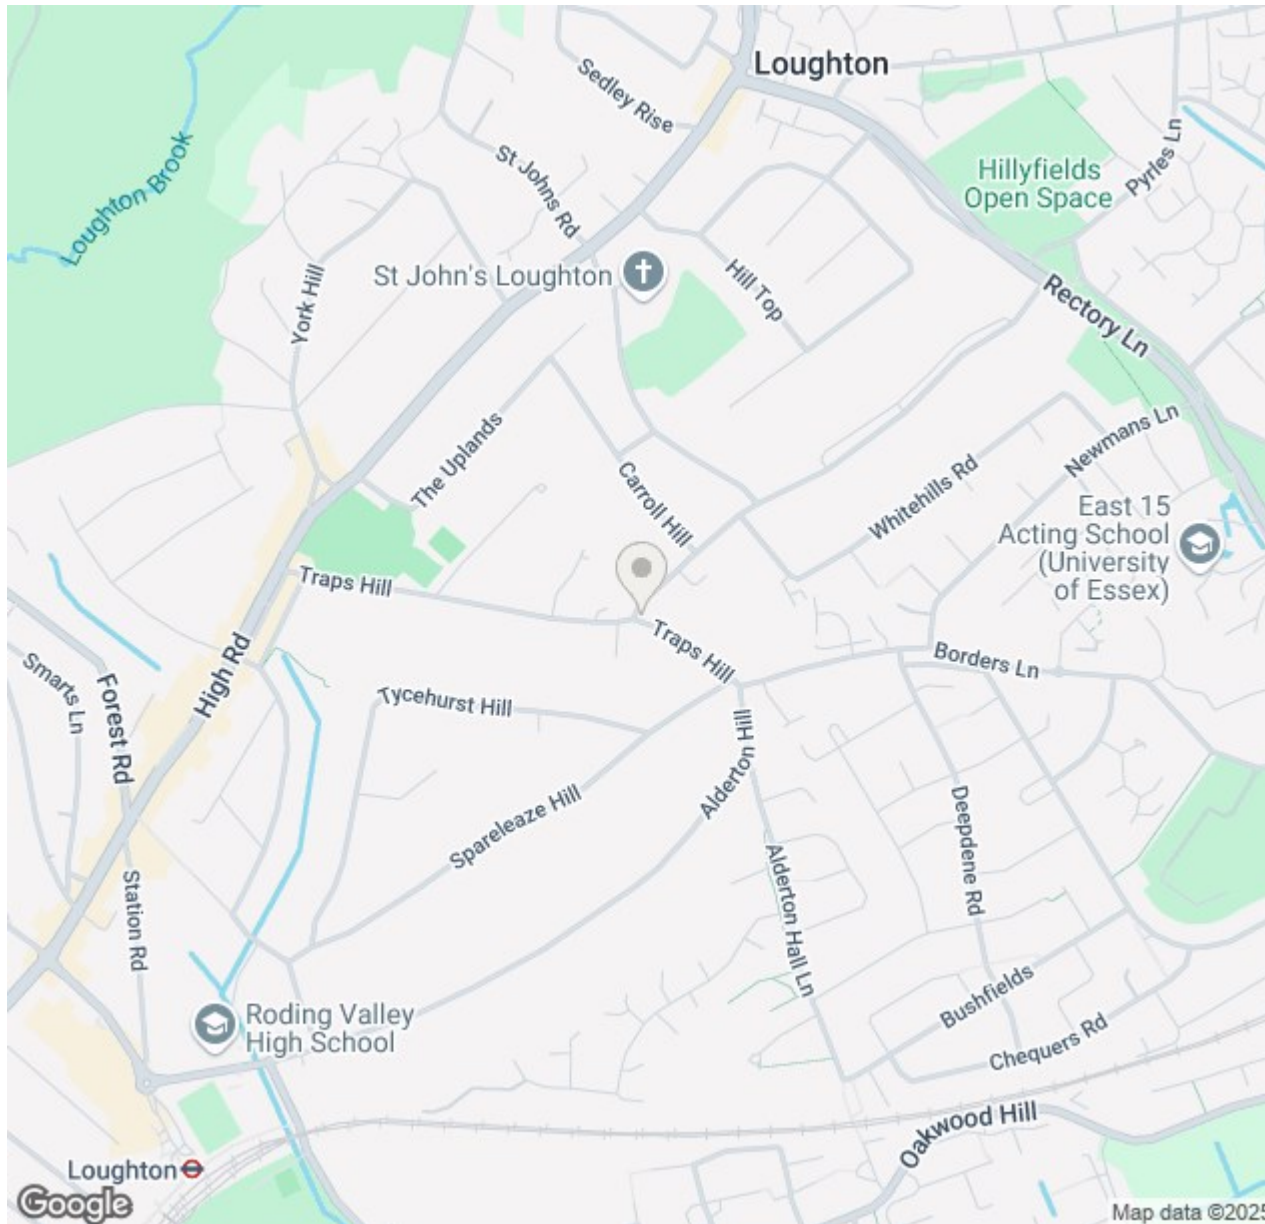 Loughton
Sedley Rise
Loughton Brook
St Johns Rd
Hillyfields
Open Space
Pyrles Ln
York Hill
St John's Loughton
Hill Top
Rectory Ln
The Uplands
Carroll Hill
Whitehills Rd
Newmans Ln
East 15
Acting School
(University
of Essex)
Traps Hill
Traps Hill
Borders Ln
High Rd
Smarts Ln
Forest Rd
Tycehurst Hill
Alderton Hill
Spareleaze Hill
Deepdene Rd
Station Rd
Alderton Hall Ln
Bushfields
Roding Valley
High School
Chequers Rd
Oakwood Hill
Loughton
Google
Map data ©2025